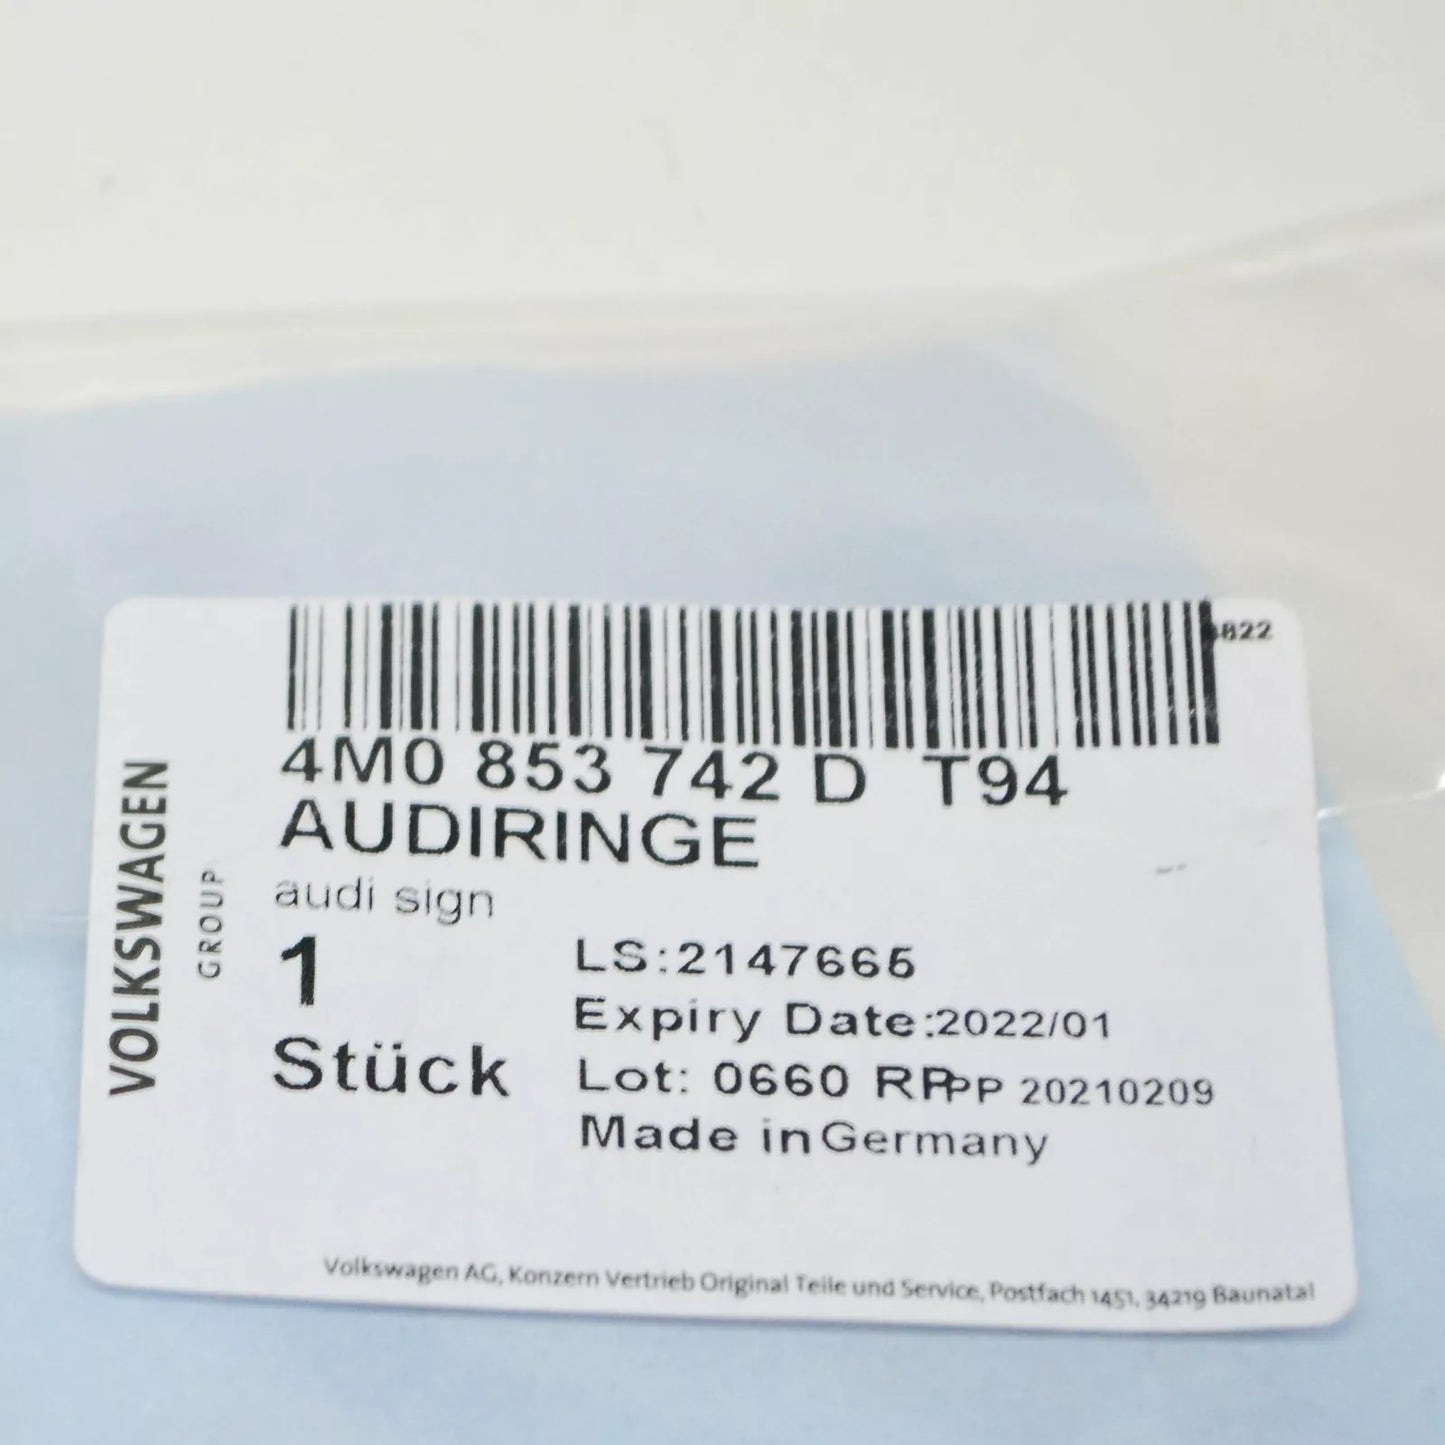 822
4M0 853 742 D T94
AUDIRINGE
audi sign
1
Stück
LS:2147665
Expiry Date:2022/01
Lot: 0660 RPPP 20210209
Made in Germany
VOLKSWAGEN
GROUP
Volkswagen AG, Konzern Vertrieb Original Teile und Service, Postfach 1451, 34219 Baunatal